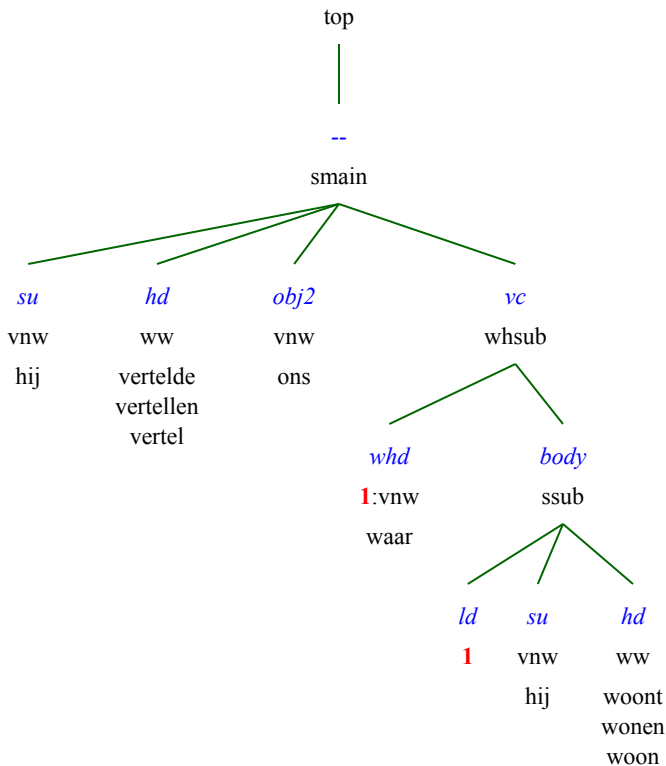 top
--
smain
su hd obj2 vc
vnw ww vnw whsub
hij vertelde ons
vertellen
vertel
whd body
1:vnw ssub
waar
ld su hd
1 vnw ww
hij woont
wonen
woon